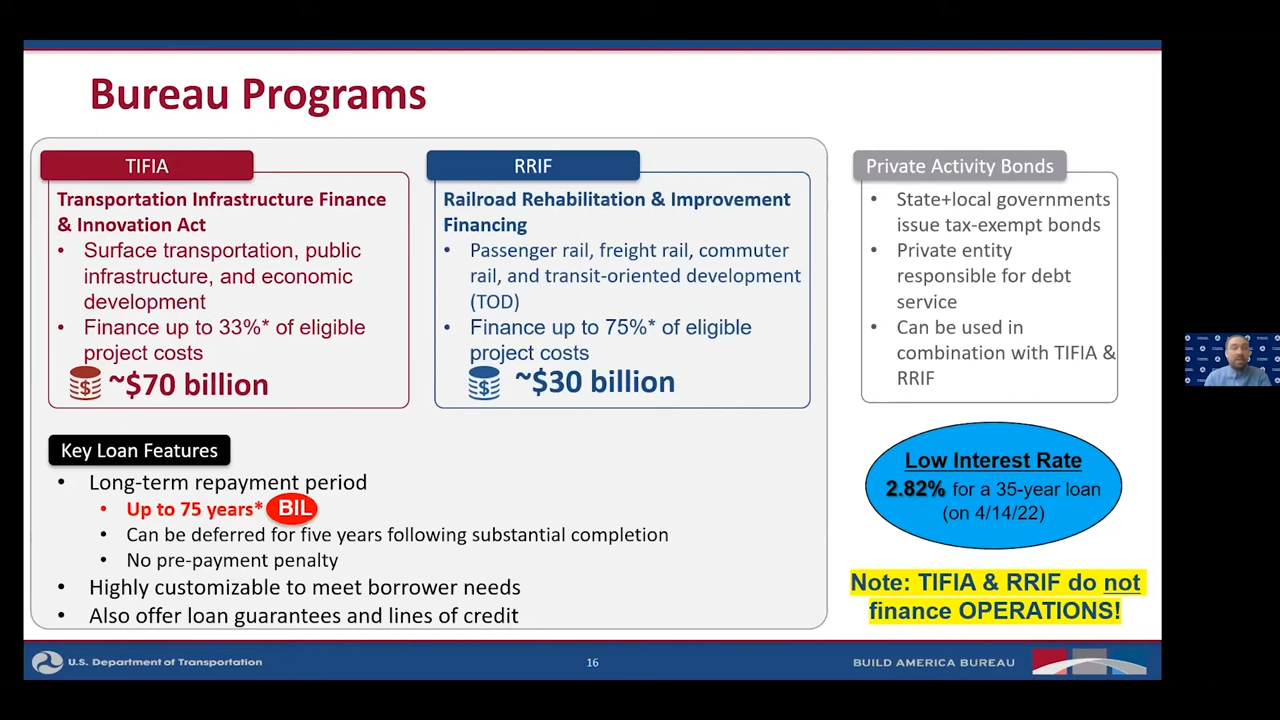 Bureau Programs
TIFIA
Transportation Infrastructure Finance
& Innovation Act
• Surface transportation, public
infrastructure, and economic
development
• Finance up to 33%* of eligible
project costs
~$70 billion
RRIF
Railroad Rehabilitation & Improvement
Financing
• Passenger rail, freight rail, commuter
rail, and transit-oriented development
(TOD)
• Finance up to 75%* of eligible
project costs
~$30 billion
Private Activity Bonds
• State+local governments
issue tax-exempt bonds
• Private entity
responsible for debt
service
• Can be used in
combination with TIFIA &
RRIF
Key Loan Features
• Long-term repayment period
• Up to 75 years* BIL
• Can be deferred for five years following substantial completion
• No pre-payment penalty
• Highly customizable to meet borrower needs
• Also offer loan guarantees and lines of credit
Low Interest Rate
2.82% for a 35-year loan
(on 4/14/22)
Note: TIFIA & RRIF do not
finance OPERATIONS!
U.S. Department of Transportation
16
BUILD AMERICA BUREAU